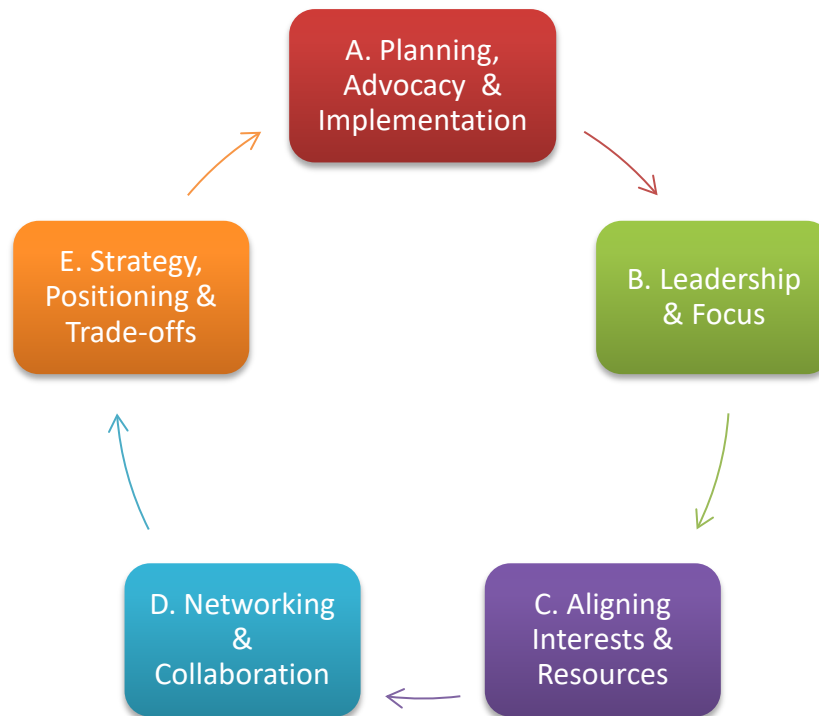 A. Planning,
Advocacy &
Implementation
B. Leadership
& Focus
C. Aligning
Interests &
Resources
D. Networking
&
Collaboration
E. Strategy,
Positioning &
Trade-offs